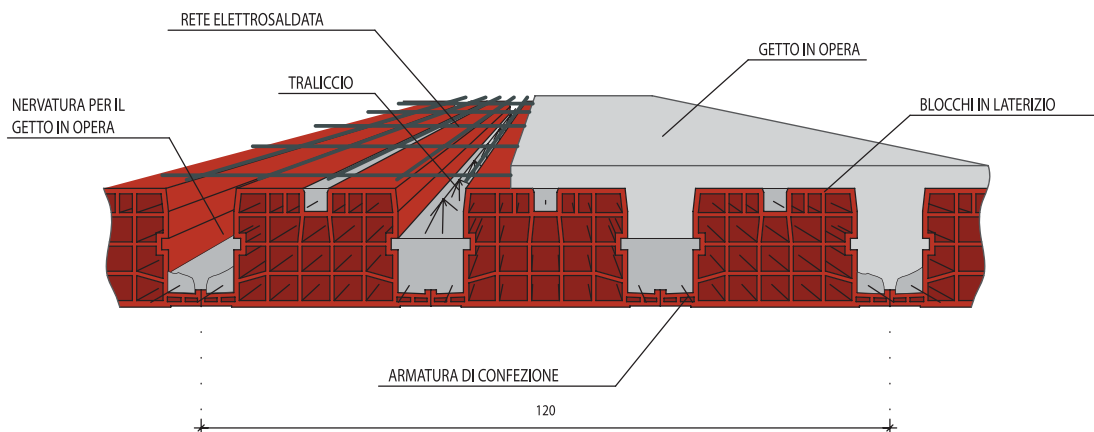 RETE ELETTROSALDATA
GETTO IN OPERA
TRALICCIO
NERVATURA PER IL
GETTO IN OPERA
BLOCCHI IN LATERIZIO
ARMATURA DI CONFEZIONE
120